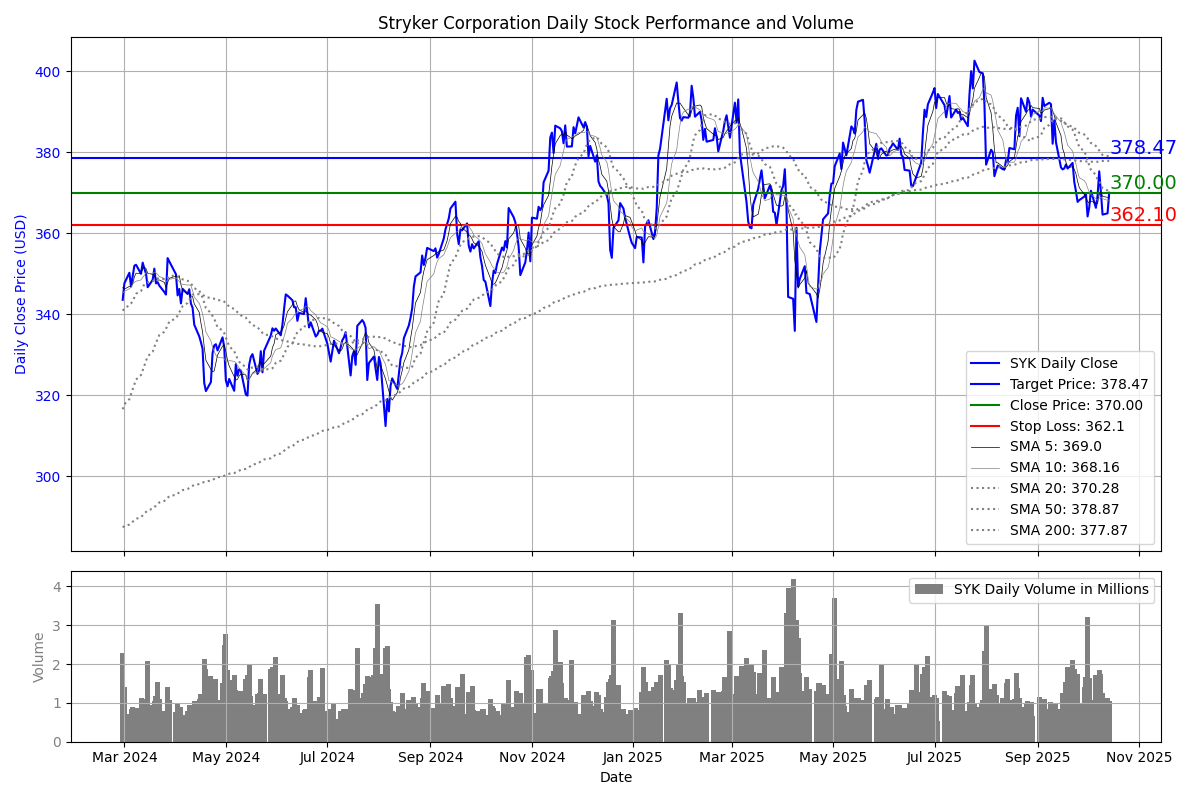 Stryker Corporation Daily Stock Performance and Volume
Daily Close Price (USD)
400
380
360
340
320
300
378.47
370.00
362.10
SYK Daily Close
Target Price: 378.47
Close Price: 370.00
Stop Loss: 362.1
SMA 5: 369.0
SMA 10: 368.16
SMA 20: 370.28
SMA 50: 378.87
SMA 200: 377.87
Volume
4
3
2
1
0
SYK Daily Volume in Millions
Mar 2024 May 2024 Jul 2024 Sep 2024 Nov 2024 Jan 2025 Mar 2025 May 2025 Jul 2025 Sep 2025 Nov 2025
Date